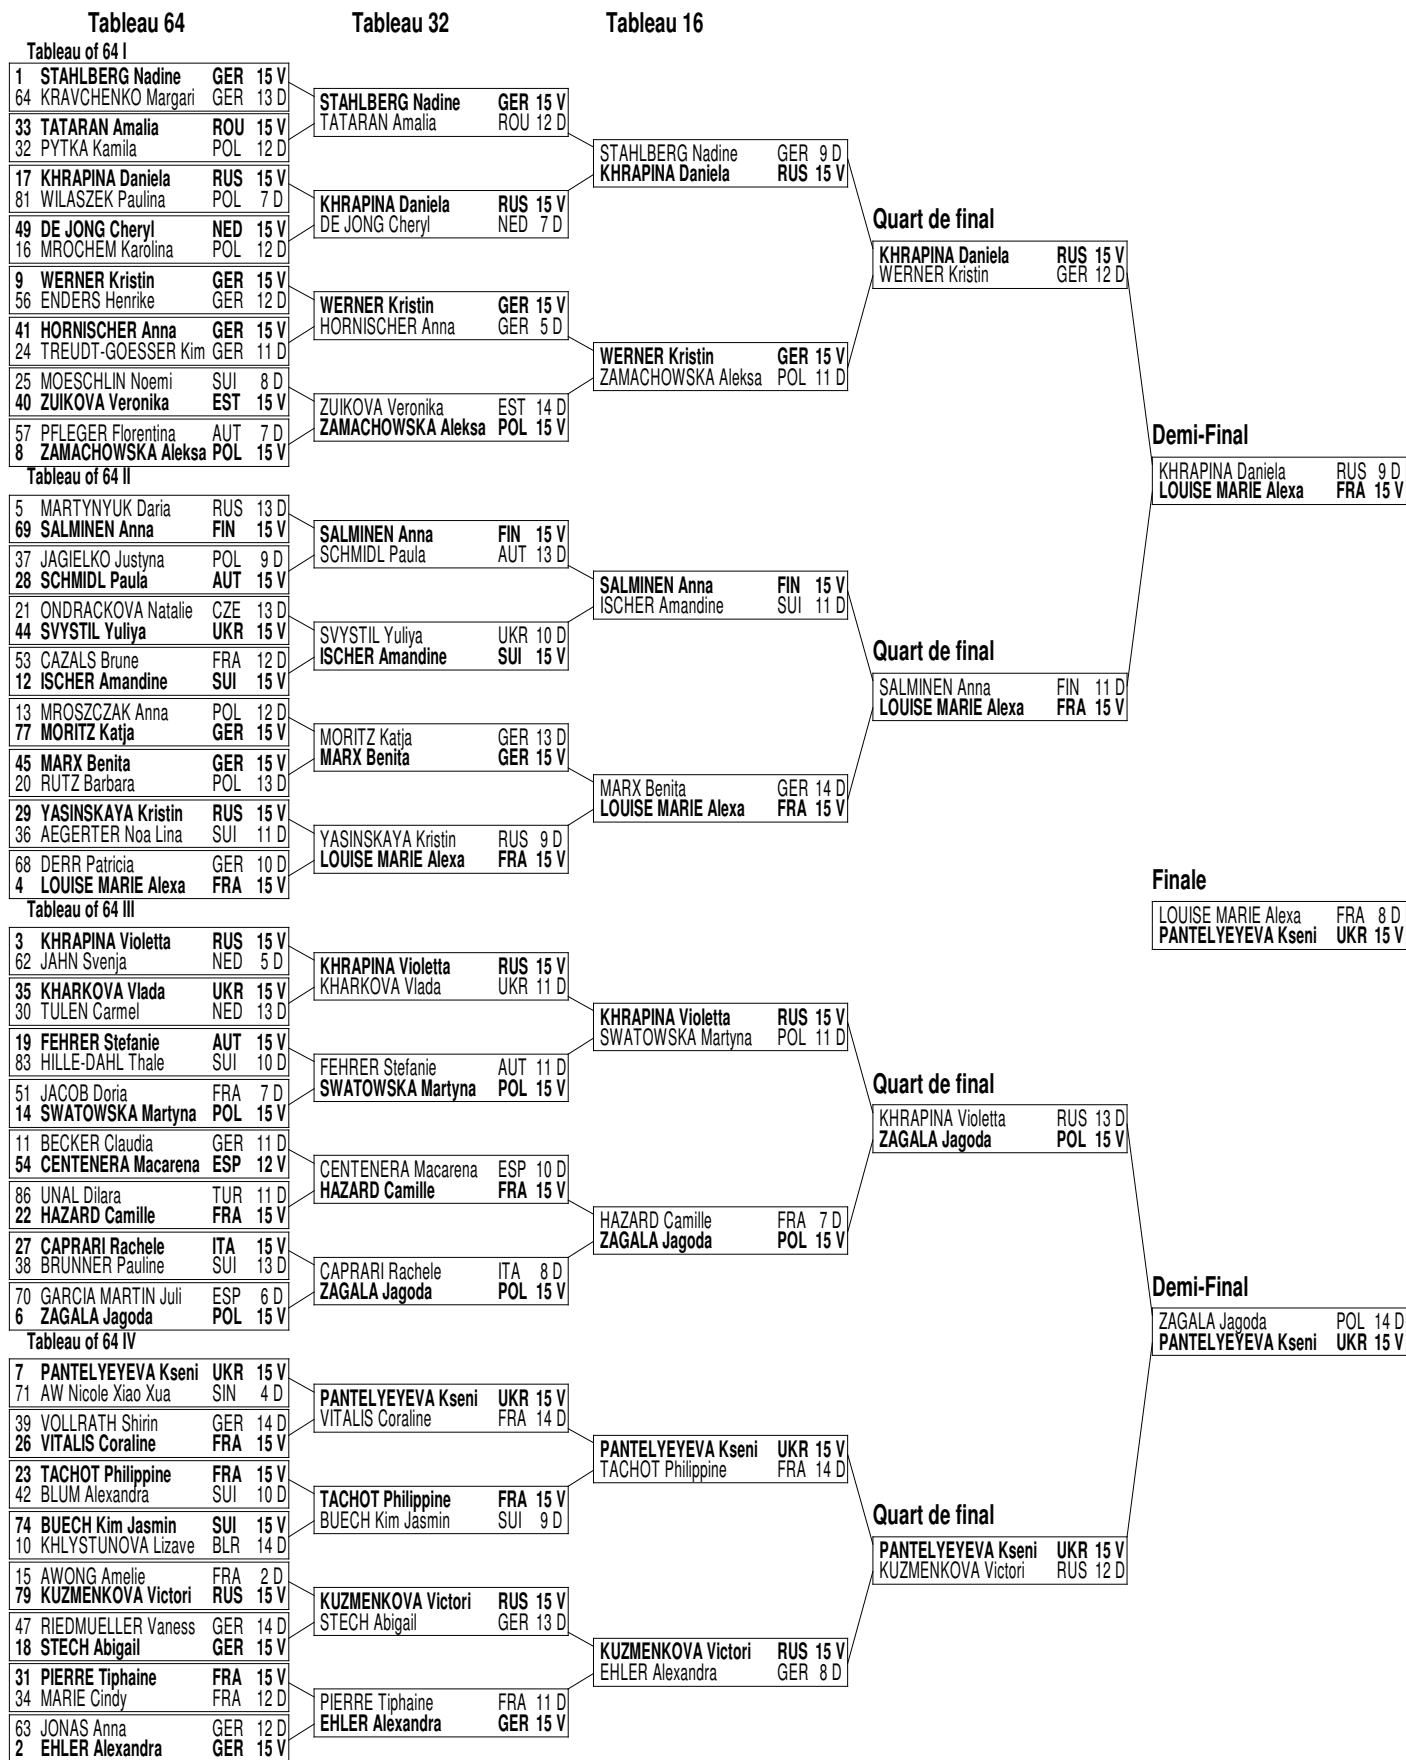 Tableau 64
Tableau 32
Tableau 16
Tableau of 64 I
1 STAHLBERG Nadine GER 15 V
64 KRAVCHENKO Margari GER 13 D
33 TATARAN Amalia ROU 15 V
32 PYTKA Kamila POL 12 D
17 KHRAPINA Daniela RUS 15 V
81 WILASZEK Paulina POL 7 D
49 DE JONG Cheryl NED 15 V
16 MROCHEM Karolina POL 12 D
9 WERNER Kristin GER 15 V
56 ENDERS Henrike GER 12 D
41 HORNISCHER Anna GER 15 V
24 TREUDT-GOESSER Kim GER 11 D
25 MOESCHLIN Noemi SUI 8 D
40 ZUIKOVA Veronika EST 15 V
57 PFLEGER Florentina AUT 7 D
8 ZAMACHOWSKA Aleksa POL 15 V
Tableau of 64 II
5 MARTYNYUK Daria RUS 13 D
69 SALMINEN Anna FIN 15 V
37 JAGIELKO Justyna POL 9 D
28 SCHMIDL Paula AUT 15 V
21 ONDRACKOVA Natalie CZE 13 D
44 SVYSTIL Yuliya UKR 15 V
53 CAZALS Brune FRA 12 D
12 ISCHER Amandine SUI 15 V
13 MROSZCZAK Anna POL 12 D
77 MORITZ Katja GER 15 V
45 MARX Benita GER 15 V
20 RUTZ Barbara POL 13 D
29 YASINSKAYA Kristin RUS 15 V
36 AEGERTER Noa Lina SUI 11 D
68 DERR Patricia GER 10 D
4 LOUISE MARIE Alexa FRA 15 V
Tableau of 64 III
3 KHRAPINA Violetta RUS 15 V
62 JAHN Svenja NED 5 D
35 KHARKOVA Vlada UKR 15 V
30 TULEN Carmel NED 13 D
19 FEHRER Stefanie AUT 15 V
83 HILLE-DAHL Thale SUI 10 D
51 JACOB Doria FRA 7 D
14 SWATOWSKA Martyna POL 15 V
11 BECKER Claudia GER 11 D
54 CENTENERA Macarena ESP 12 V
86 UNAL Dilara TUR 11 D
22 HAZARD Camille FRA 15 V
27 CAPRARI Rachele ITA 15 V
38 BRUNNER Pauline SUI 13 D
70 GARCIA MARTIN Juli ESP 6 D
6 ZAGALA Jagoda POL 15 V
Tableau of 64 IV
7 PANTELYEYEVA Kseni UKR 15 V
71 AW Nicole Xiao Xua SIN 4 D
39 VOLLRATH Shirin GER 14 D
26 VITALIS Coraline FRA 15 V
23 TACHOT Philippine FRA 15 V
42 BLUM Alexandra SUI 10 D
74 BUECH Kim Jasmin SUI 15 V
10 KHLYSTUNOVA Lizave BLR 14 D
15 AWONG Amelie FRA 2 D
79 KUZMENKOVA Victori RUS 15 V
47 RIEDMUELLER Vaness GER 14 D
18 STECH Abigail GER 15 V
31 PIERRE Tiphaine FRA 15 V
34 MARIE Cindy FRA 12 D
63 JONAS Anna GER 12 D
2 EHLER Alexandra GER 15 V
STAHLBERG Nadine GER 15 V
TATARAN Amalia ROU 12 D
KHRAPINA Daniela RUS 15 V
DE JONG Cheryl NED 7 D
WERNER Kristin GER 15 V
HORNISCHER Anna GER 5 D
ZUIKOVA Veronika EST 14 D
ZAMACHOWSKA Aleksa POL 15 V
SALMINEN Anna FIN 15 V
SCHMIDL Paula AUT 13 D
SVYSTIL Yuliya UKR 10 D
ISCHER Amandine SUI 15 V
MORITZ Katja GER 13 D
MARX Benita GER 15 V
YASINSKAYA Kristin RUS 9 D
LOUISE MARIE Alexa FRA 15 V
KHRAPINA Violetta RUS 15 V
KHARKOVA Vlada UKR 11 D
FEHRER Stefanie AUT 11 D
SWATOWSKA Martyna POL 15 V
CENTENERA Macarena ESP 10 D
HAZARD Camille FRA 15 V
CAPRARI Rachele ITA 8 D
ZAGALA Jagoda POL 15 V
PANTELYEYEVA Kseni UKR 15 V
VITALIS Coraline FRA 14 D
TACHOT Philippine FRA 15 V
BUECH Kim Jasmin SUI 9 D
KUZMENKOVA Victori RUS 15 V
STECH Abigail GER 13 D
PIERRE Tiphaine FRA 11 D
EHLER Alexandra GER 15 V
STAHLBERG Nadine GER 9 D
KHRAPINA Daniela RUS 15 V
WERNER Kristin GER 15 V
ZAMACHOWSKA Aleksa POL 11 D
SALMINEN Anna FIN 15 V
ISCHER Amandine SUI 11 D
MARX Benita GER 14 D
LOUISE MARIE Alexa FRA 15 V
KHRAPINA Violetta RUS 15 V
SWATOWSKA Martyna POL 11 D
HAZARD Camille FRA 7 D
ZAGALA Jagoda POL 15 V
PANTELYEYEVA Kseni UKR 15 V
TACHOT Philippine FRA 14 D
KUZMENKOVA Victori RUS 15 V
EHLER Alexandra GER 8 D
Quart de final
KHRAPINA Daniela RUS 15 V
WERNER Kristin GER 12 D
Quart de final
SALMINEN Anna FIN 11 D
LOUISE MARIE Alexa FRA 15 V
Quart de final
KHRAPINA Violetta RUS 13 D
ZAGALA Jagoda POL 15 V
Quart de final
PANTELYEYEVA Kseni UKR 15 V
KUZMENKOVA Victori RUS 12 D
Demi-Final
KHRAPINA Daniela RUS 9 D
LOUISE MARIE Alexa FRA 15 V
Finale
LOUISE MARIE Alexa FRA 8 D
PANTELYEYEVA Kseni UKR 15 V
Demi-Final
ZAGALA Jagoda POL 14 D
PANTELYEYEVA Kseni UKR 15 V